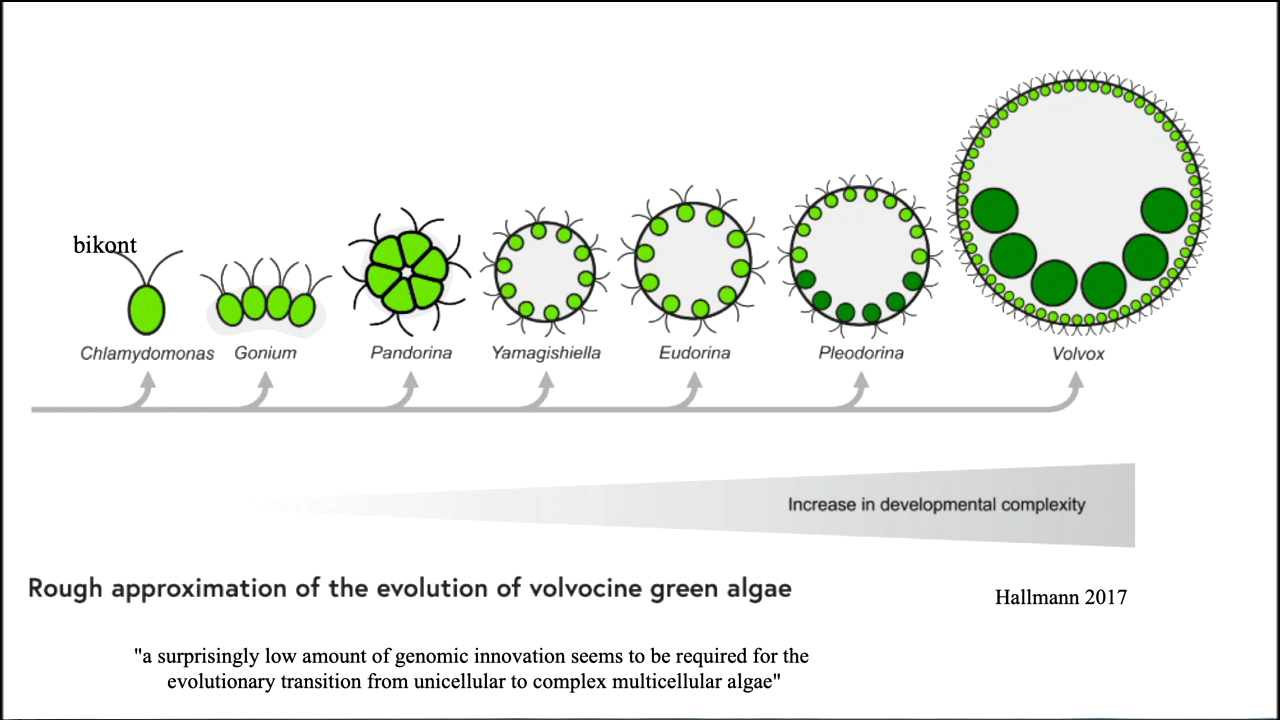 bikont
Chlamydomonas Gonium Pandorina Yamagishiella Eudorina Pleodorina Volvox
Increase in developmental complexity
Rough approximation of the evolution of volvocine green algae
Hallmann 2017
"a surprisingly low amount of genomic innovation seems to be required for the
evolutionary transition from unicellular to complex multicellular algae"